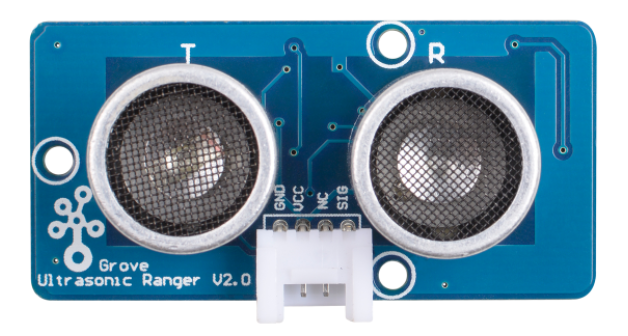 T
R
GND
VCC
NC
SIG
Grove
Ultrasonic Ranger V2.0